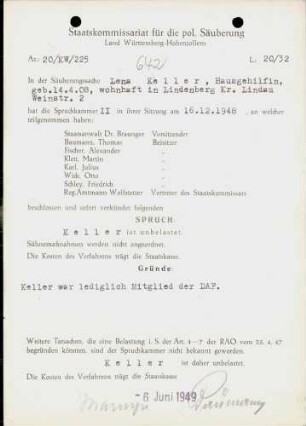 Staatskommissariat für die pol. Säuberung
Land Württemberg-Hohenzollern
Az: 20/KW/225
642/
L. 20/32
In der Säuberungssache Lena Keller, Hausgehilfin,
geb.14.4.08, wohnhaft in Lindenberg Kr. Lindau
Weinstr. 2
hat die Spruchkammer II in ihrer Sitzung am 16.12.1948, an welcher
teilgenommen haben:
Staatsanwalt Dr. Vorsitzender
Baumann, Thomas Beisitzer
Fischer, Alexander "
Klett, Martin "
Karl, Julius "
Wick, Otto "
Schley, Friedrich "
Reg.Amtmann Vertreter des Staatskommissars
beschlossen und sofort verkündet folgenden
SPRUCH.
Keller ist unbelastet.
Sühnemaßnahmen werden nicht angeordnet.
Die Kosten des Verfahrens trägt die Staatskasse.
Gründe
Keller war lediglich Mitglied der DAF.
Weitere Tatsachen, die eine Belastung i. S. der Art. 4—7 der RAO vom 25. 4. 47
begründen könnten, sind der Spruchkammer nicht bekannt geworden.
Keller ist daher unbelastet.
Die Kosten des Verfahrens trägt die Staatskasse
-6 Juni 1949